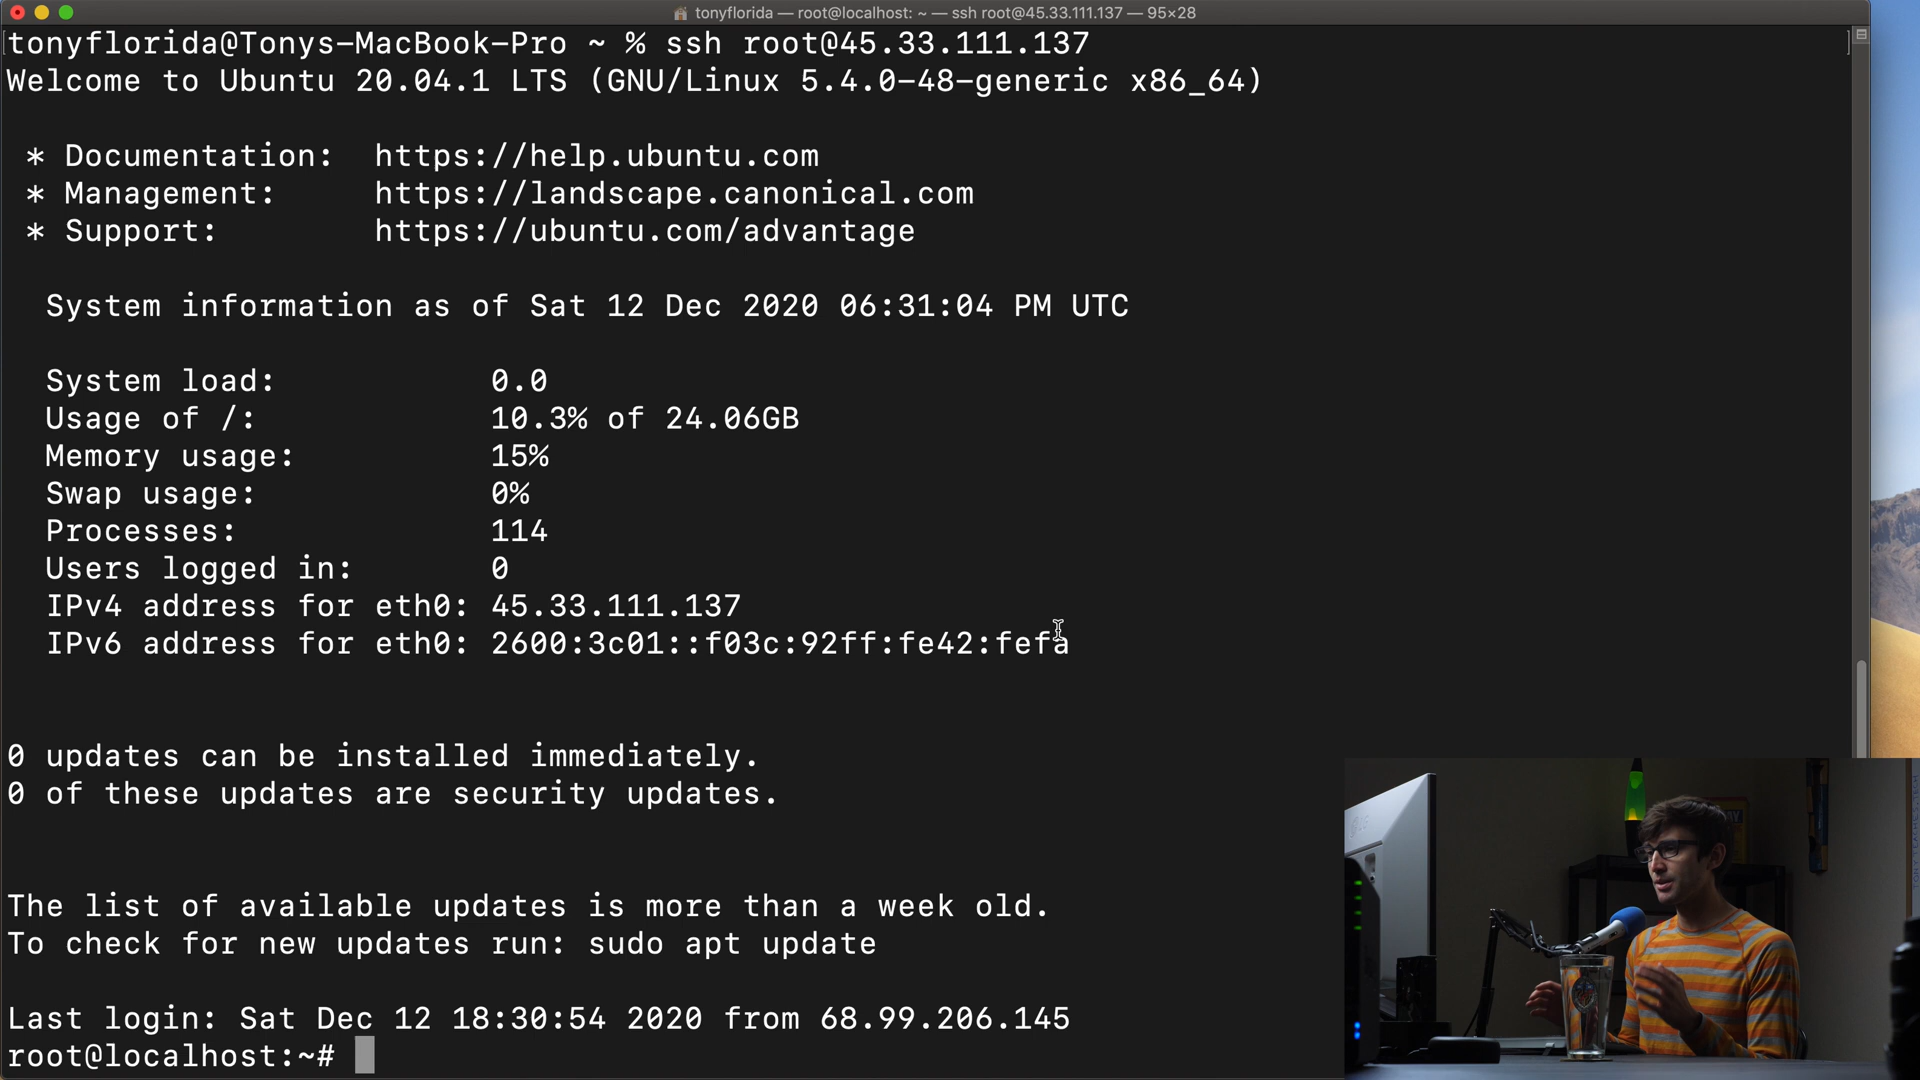 tonyflorida — root@localhost: ~ — ssh root@45.33.111.137 — 95×28
tonyflorida@Tonys-MacBook-Pro ~ % ssh root@45.33.111.137
Welcome to Ubuntu 20.04.1 LTS (GNU/Linux 5.4.0-48-generic x86_64)
* Documentation: https://help.ubuntu.com
* Management: https://landscape.canonical.com
* Support: https://ubuntu.com/advantage
System information as of Sat 12 Dec 2020 06:31:04 PM UTC
System load: 0.0
Usage of /: 10.3% of 24.06GB
Memory usage: 15%
Swap usage: 0%
Processes: 114
Users logged in: 0
IPv4 address for eth0: 45.33.111.137
IPv6 address for eth0: 2600:3c01::f03c:92ff:fe42:fefa
0 updates can be installed immediately.
0 of these updates are security updates.
The list of available updates is more than a week old.
To check for new updates run: sudo apt update
Last login: Sat Dec 12 18:30:54 2020 from 68.99.206.145
root@localhost:~#